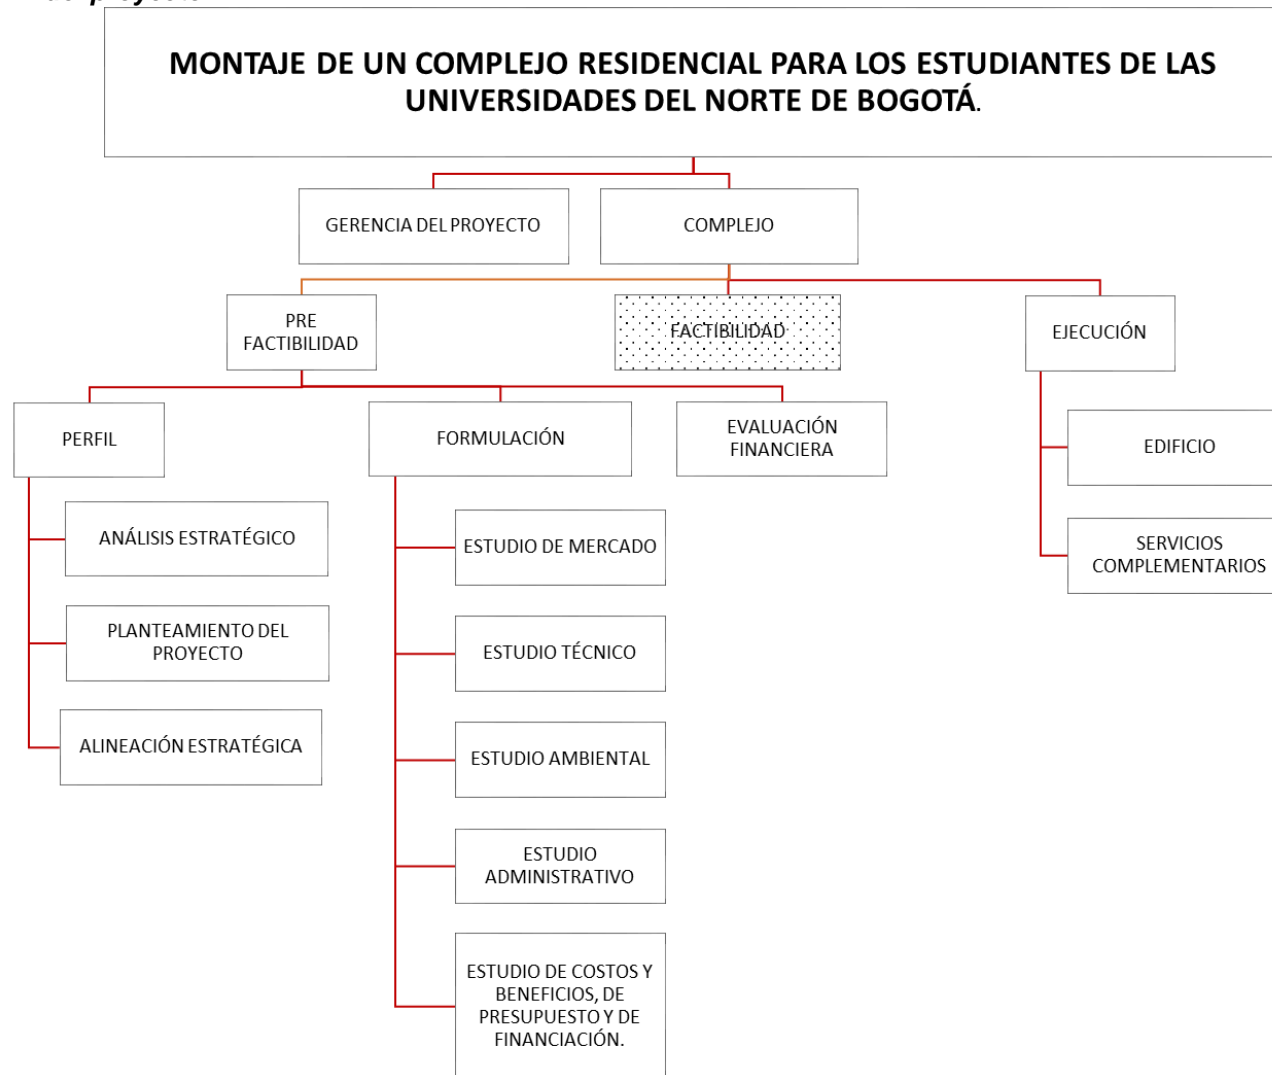 del proyecto
MONTAJE DE UN COMPLEJO RESIDENCIAL PARA LOS ESTUDIANTES DE LAS
UNIVERSIDADES DEL NORTE DE BOGOTÁ.
GERENCIA DEL PROYECTO
COMPLEJO
PRE
FACTIBILIDAD
FACTIBILIDAD
EJECUCIÓN
PERFIL
FORMULACIÓN
EVALUACIÓN
FINANCIERA
EDIFICIO
SERVICIOS
COMPLEMENTARIOS
ANÁLISIS ESTRATÉGICO
PLANTEAMIENTO DEL
PROYECTO
ALINEACIÓN ESTRATÉGICA
ESTUDIO DE MERCADO
ESTUDIO TÉCNICO
ESTUDIO AMBIENTAL
ESTUDIO
ADMINISTRATIVO
ESTUDIO DE COSTOS Y
BENEFICIOS, DE
PRESUPUESTO Y DE
FINANCIACIÓN.